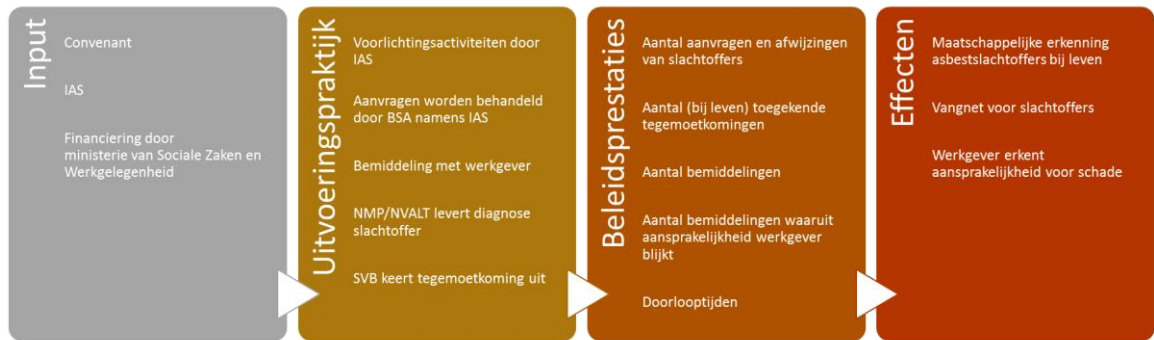 Input
Convenant
IAS
Financiering door
ministerie van Sociale Zaken en
Werkgelegenheid
Uitvoeringspraktijk
Voorlichtingsactiviteiten door
IAS
Aanvragen worden behandeld
door BSA namens IAS
Bemiddeling met werkgever
NMP/NVALT levert diagnose
slachtoffer
SVB keert tegemoetkoming uit
Beleidsprestaties
Aantal aanvragen en afwijzingen
van slachtoffers
Aantal (bij leven) toegekende
tegemoetkomingen
Aantal bemiddelingen
Aantal bemiddelingen waaruit
aansprakelijkheid werkgever
blijkt
Doorlooptijden
Effecten
Maatschappelijke erkenning
asbestslachtoffers bij leven
Vangnet voor slachtoffers
Werkgever erkent
aansprakelijkheid voor schade